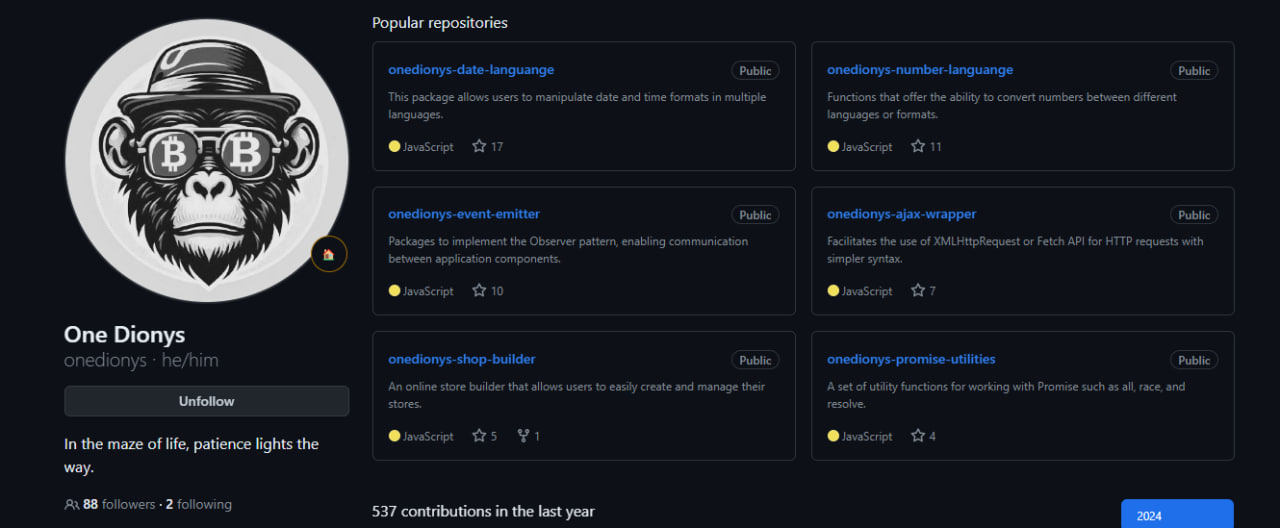 Popular repositories
onedionys-date-languange
Public
This package allows users to manipulate date and time formats in multiple
languages.
JavaScript 17
onedionys-number-languange
Public
Functions that offer the ability to convert numbers between different
languages or formats.
JavaScript 11
onedionys-event-emitter
Public
Packages to implement the Observer pattern, enabling communication
between application components.
JavaScript 10
onedionys-ajax-wrapper
Public
Facilitates the use of XMLHttpRequest or Fetch API for HTTP requests with
simpler syntax.
JavaScript 7
onedionys-shop-builder
Public
An online store builder that allows users to easily create and manage their
stores.
JavaScript 5 1
onedionys-promise-utilities
Public
A set of utility functions for working with Promise such as all, race, and
resolve.
JavaScript 4
One Dionys
onedionys · he/him
Unfollow
In the maze of life, patience lights the
way.
88 followers · 2 following
537 contributions in the last year
2024